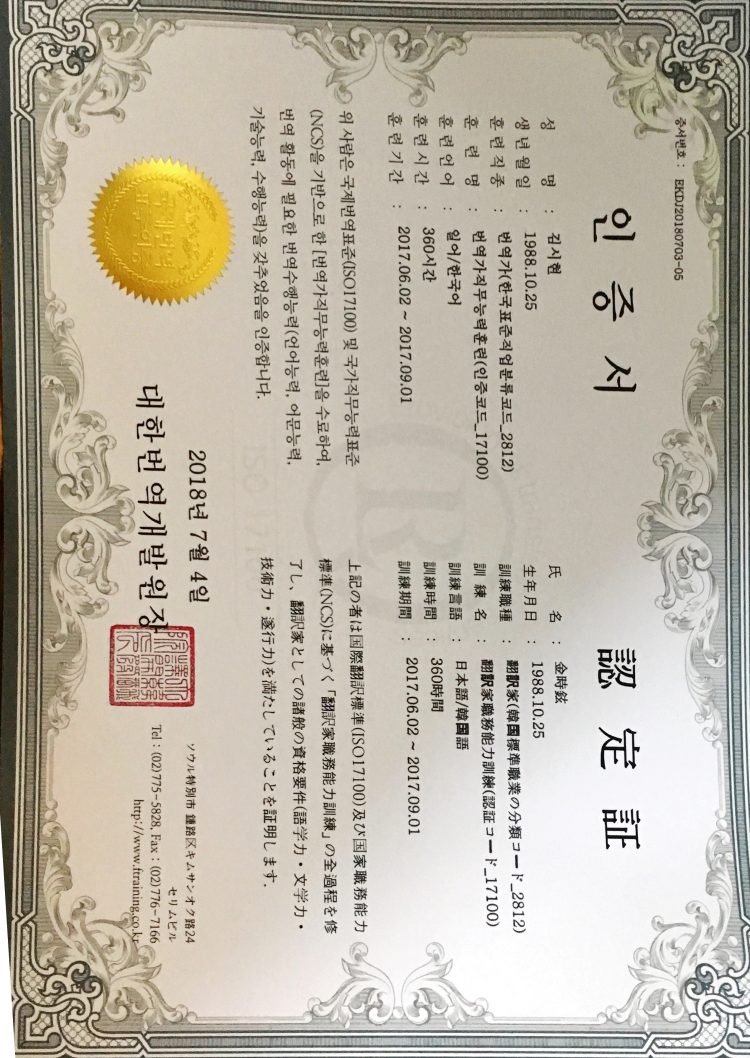 증서번호 : EKDJ20180703-05
인증서
성 명 : 김시현
생년월일 : 1988.10.25
훈련직종 : 번역가(한국표준직업분류코드_2812)
훈 련 명 : 번역가직무능력훈련(인증코드_17100)
훈련언어 : 일어/한국어
훈련시간 : 360시간
훈련기간 : 2017.06.02 ~ 2017.09.01
위 사람은 국제번역표준(ISO17100) 및 국가직무능력표준
(NCS)을 기반으로 한 [번역가직무능력훈련]을 수료하여,
번역 활동에 필요한 번역수행능력(언어능력, 어문능력,
기술능력, 수행능력)을 갖추었음을 인증합니다.
認定証
氏 名 : 金時鉉
生年月日 : 1988.10.25
訓練職種 : 翻訳家(韓国標準職業の分類コード_2812)
訓 練 名 : 翻訳家職務能力訓練(認証コード_17100)
訓練言語 : 日本語/韓国語
訓練時間 : 360時間
訓練期間 : 2017.06.02 ~ 2017.09.01
上記の者は国際翻訳標準(ISO17100)及び国家職務能力
標準(NCS)に基づく「翻訳家職務能力訓練」の全過程を修
了し、翻訳家としての諸般の資格要件(語学力・文学力・
技術力・遂行力)を満たしていることを証明します.
2018년 7월 4일
대한번역개발원장
ソウル特別市 鍾路区キムサンオク路24
セリムビル
Tel : (02)775-5828, Fax : (02)776-7166
http://www.ftraining.co.kr